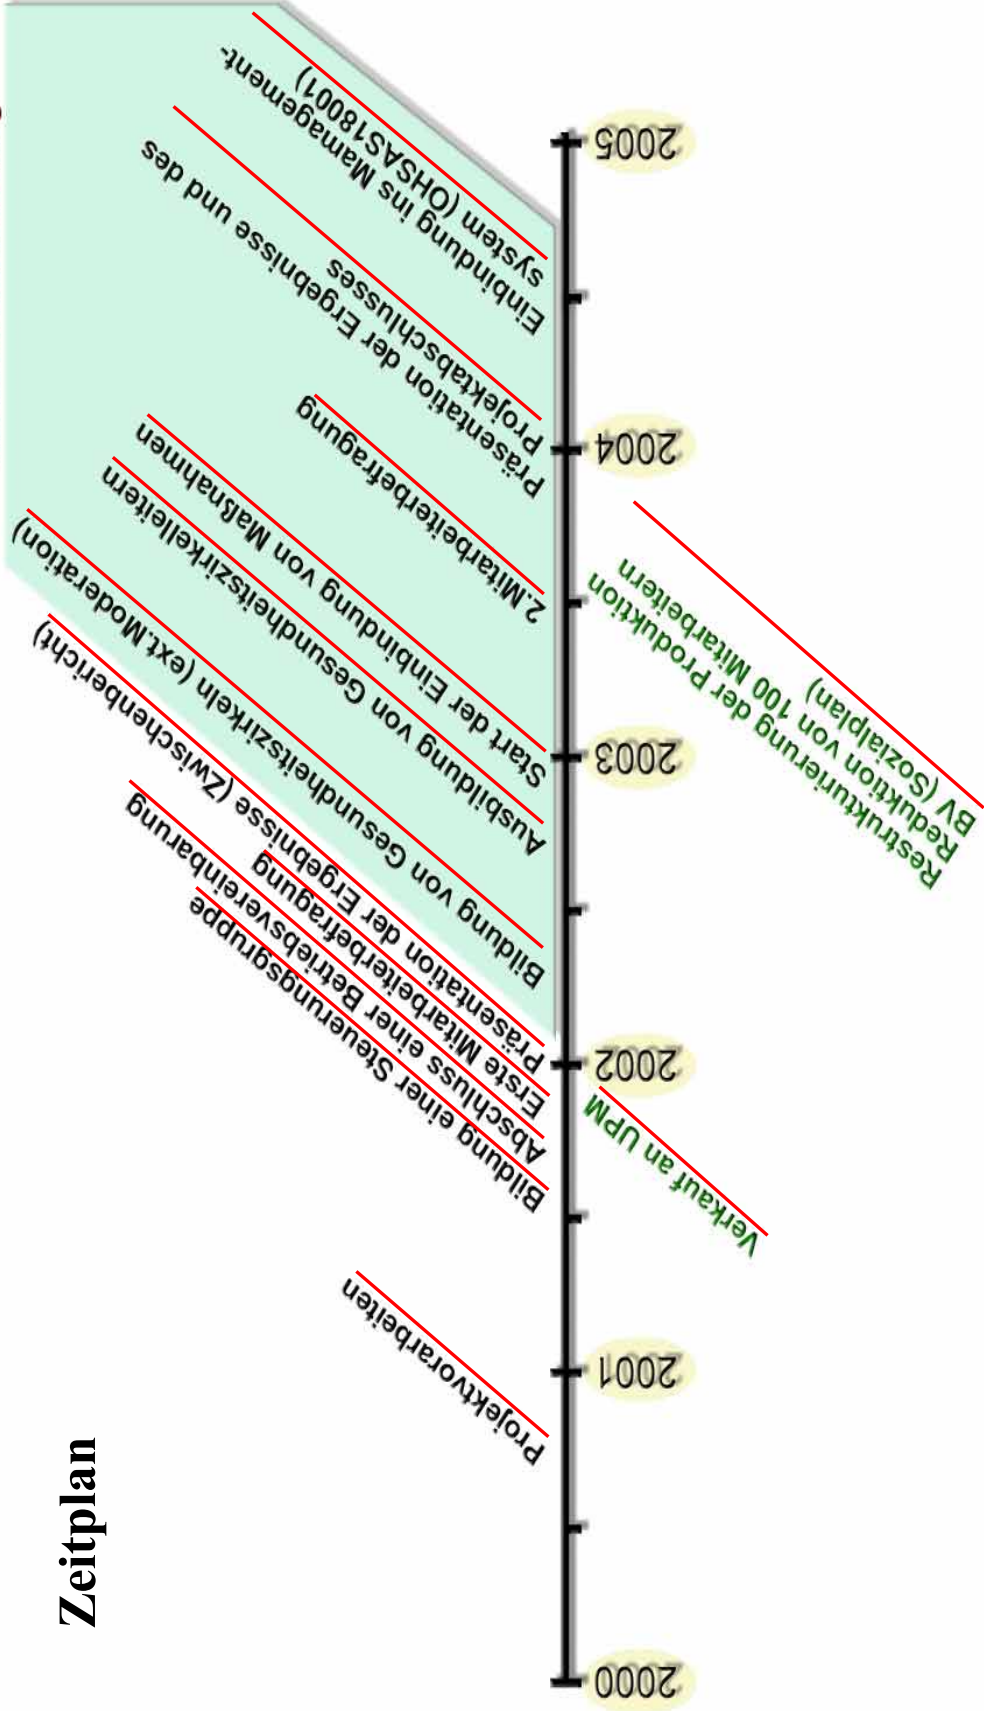 Zeitplan
Projektvorarbeiten
Bildung einer Steuerungsgruppe
Abschluss einer Betriebsvereinbarung
Erste Mitarbeiterbefragung
Präsentation der Ergebnisse (Zwischenbericht)
Bildung von Gesundheitszirkeln (ext.Moderation)
Ausbildung von Gesundheitszirkelleitern
Start der Einbindung von Maßnahmen
2.Mitarbeiterbefragung
Präsentation der Ergebnisse und des
Projektabschlusses
Einbindung ins Mamagement-
system (OHSAS18001)
2000
2001
2002
2003
2004
2005
Verkauf an UPM
Restrukturierung der Produktion,
Reduktion von 100 Mitarbeitern
BV (Sozialplan)